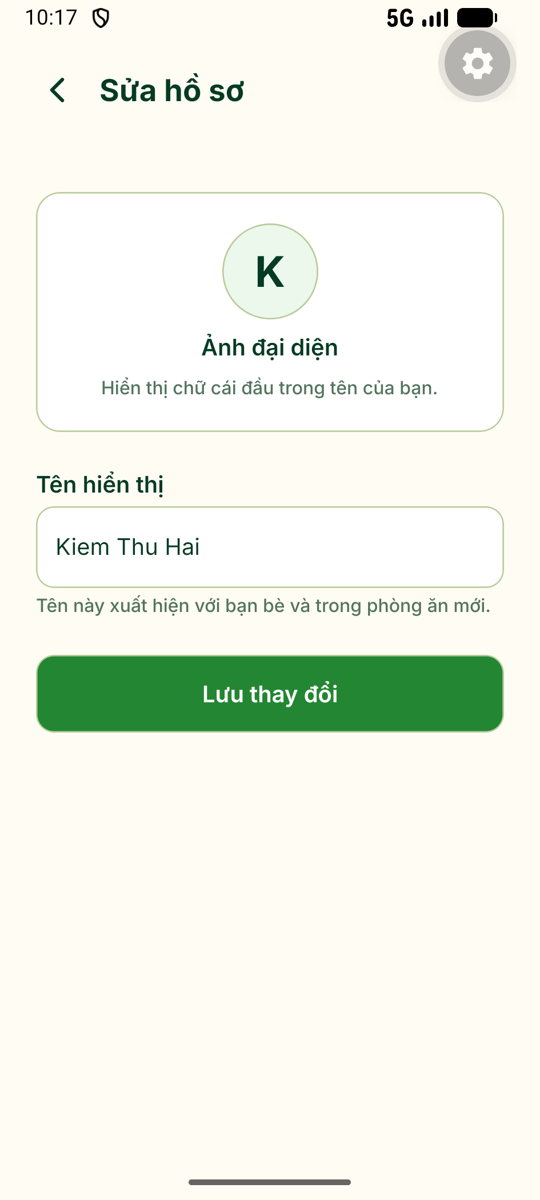 10:17
5G
Sửa hồ sơ
K
Ảnh đại diện
Hiển thị chữ cái đầu trong tên của bạn.
Tên hiển thị
Kiem Thu Hai
Tên này xuất hiện với bạn bè và trong phòng ăn mới.
Lưu thay đổi